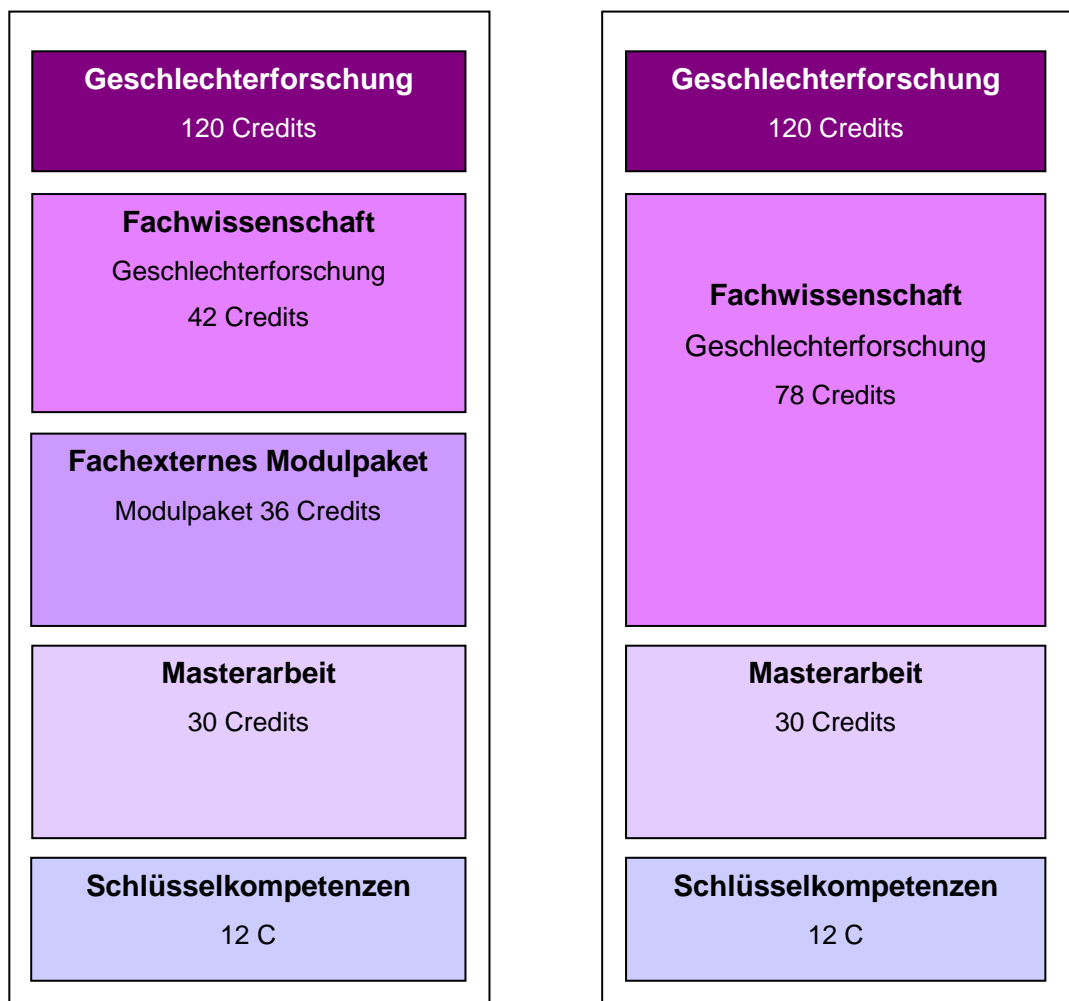 Geschlechterforschung
120 Credits
Fachwissenschaft
Geschlechterforschung
42 Credits
Fachexternes Modulpaket
Modulpaket 36 Credits
Masterarbeit
30 Credits
Schlüsselkompetenzen
12 C
Geschlechterforschung
120 Credits
Fachwissenschaft
Geschlechterforschung
78 Credits
Masterarbeit
30 Credits
Schlüsselkompetenzen
12 C